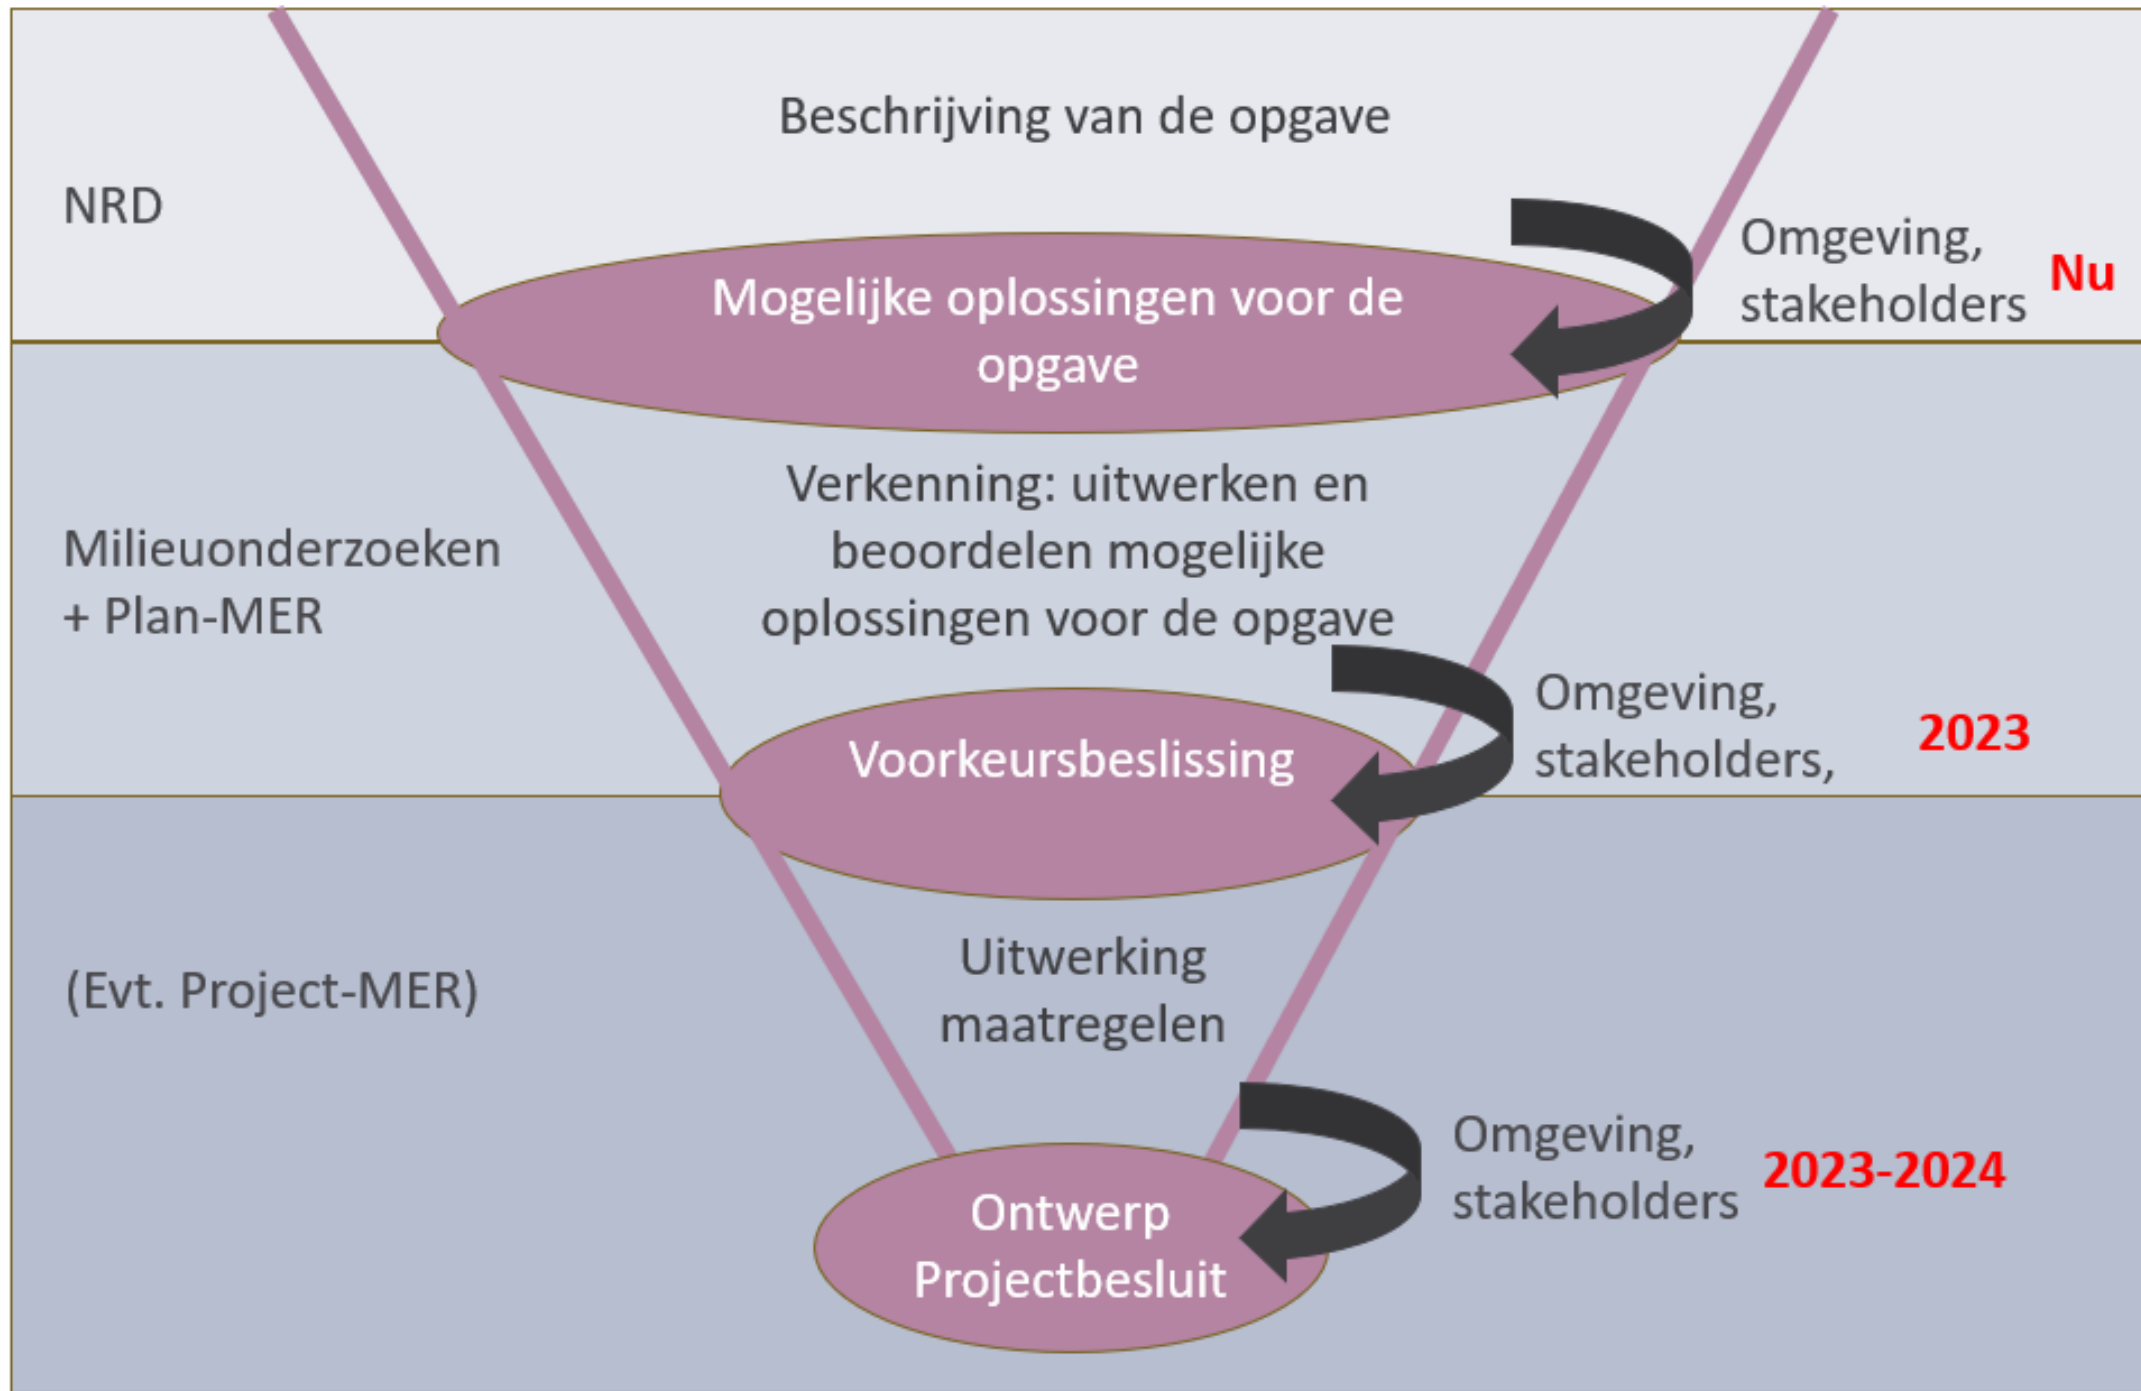 Beschrijving van de opgave
NRD
Omgeving,
stakeholders
Nu
Mogelijke oplossingen voor de
opgave
Verkenning: uitwerken en
beoordelen mogelijke
oplossingen voor de opgave
Milieuonderzoeken
+ Plan-MER
Omgeving,
stakeholders,
2023
Voorkeursbeslissing
Uitwerking
maatregelen
(Evt. Project-MER)
Omgeving,
stakeholders
2023-2024
Ontwerp
Projectbesluit